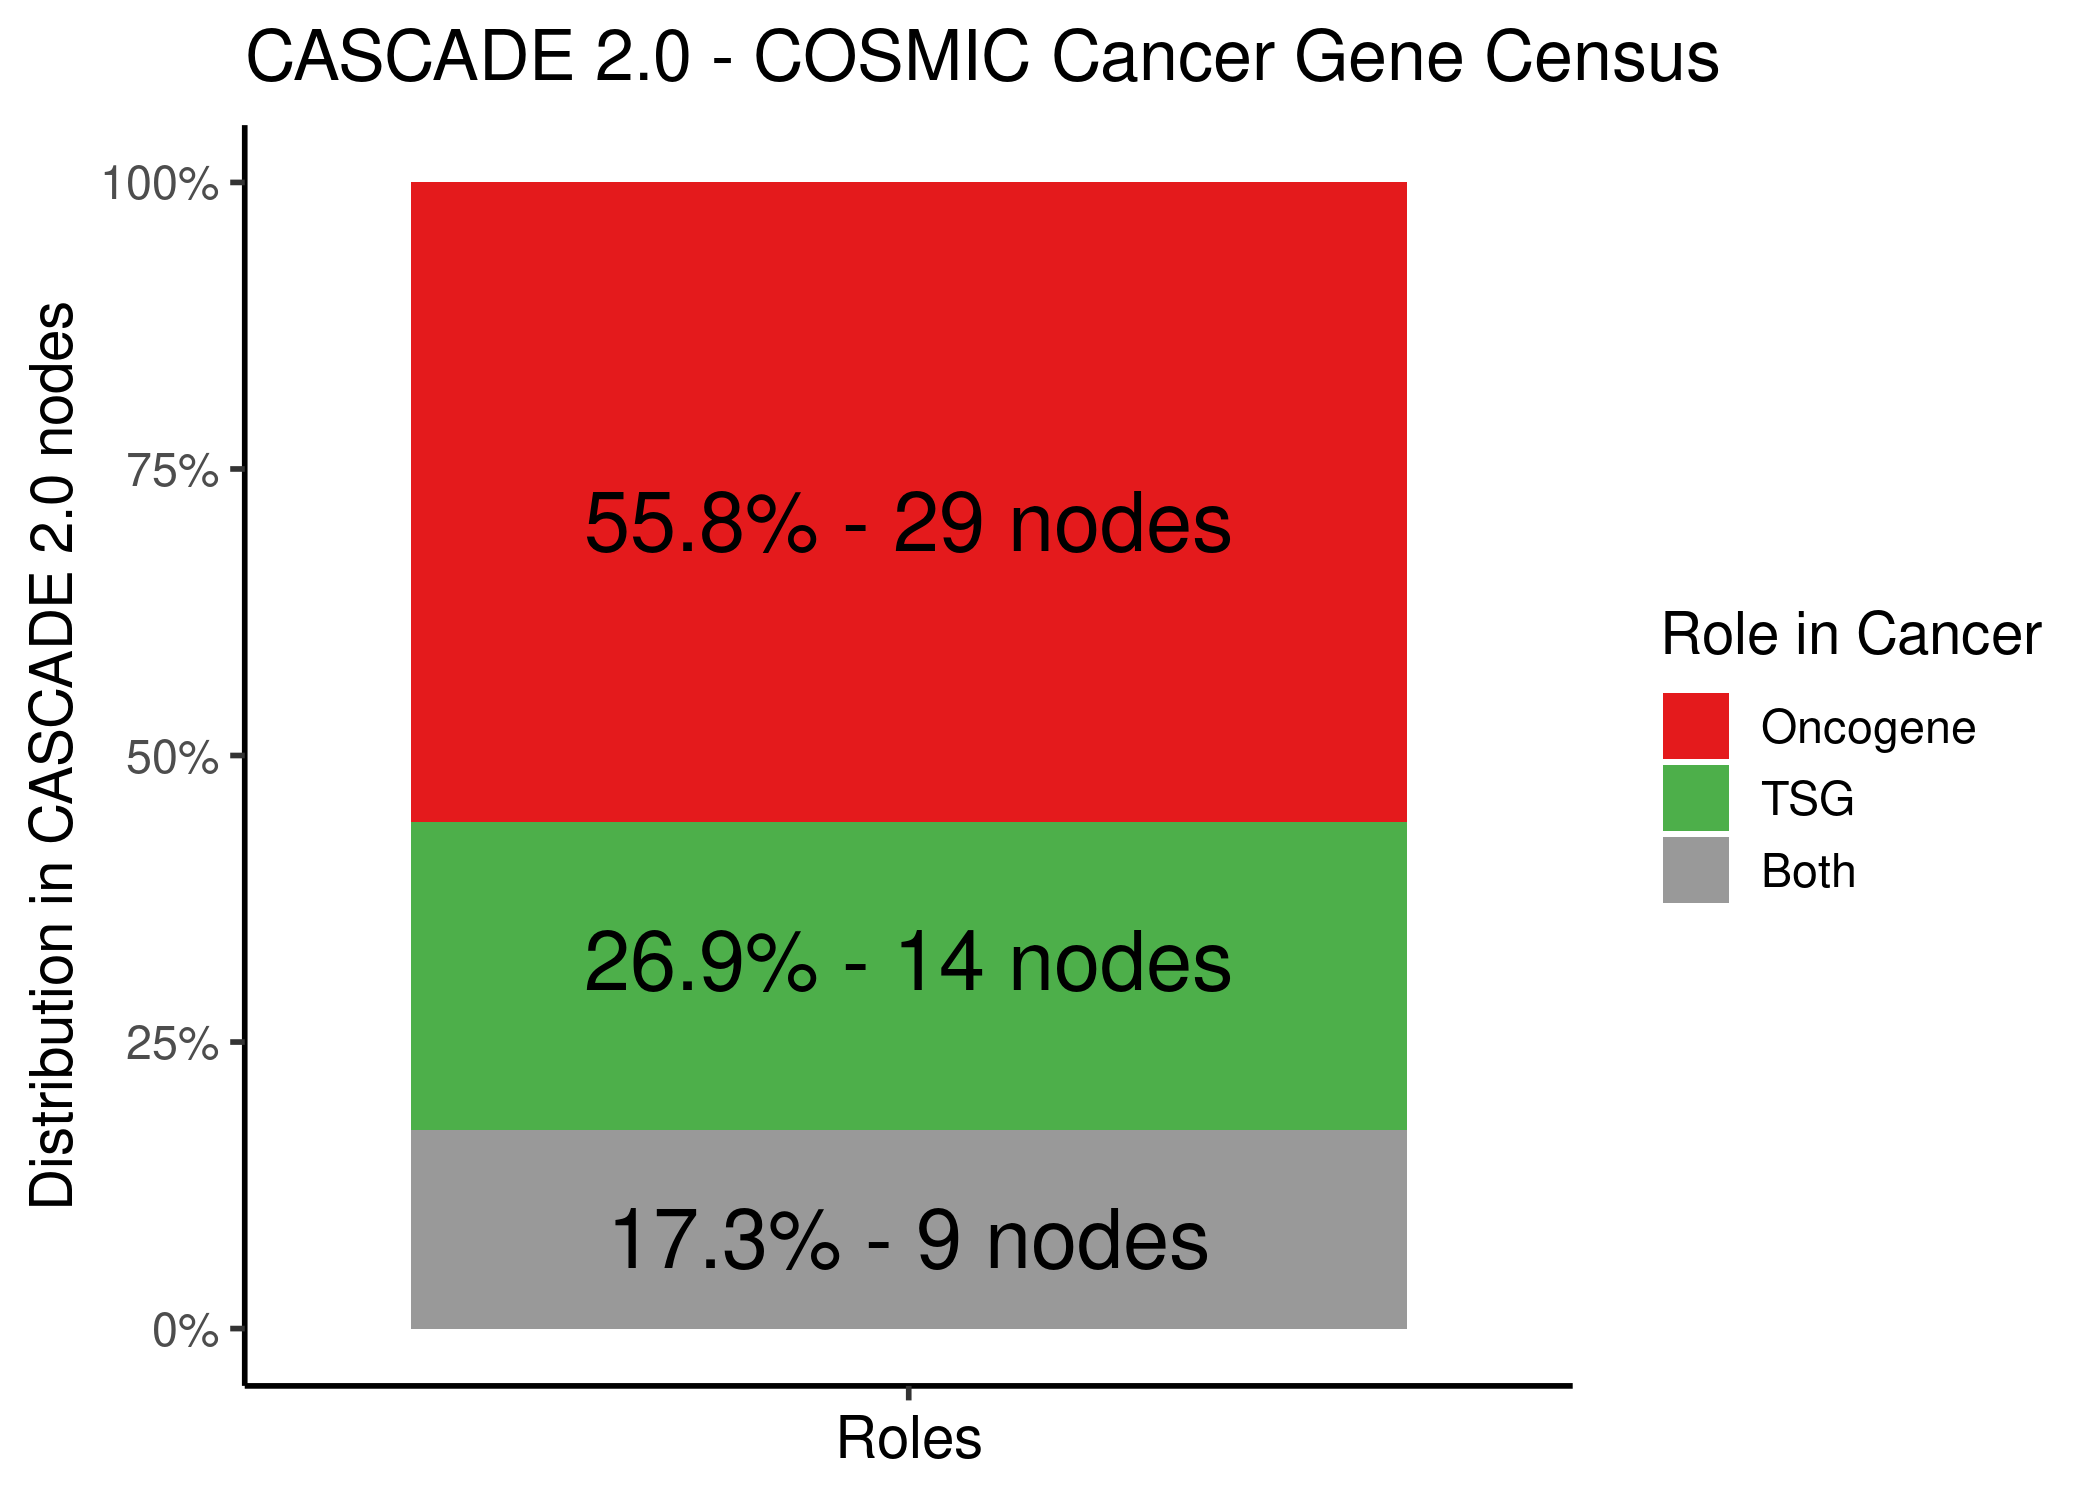 CASCADE 2.0 - COSMIC Cancer Gene Census
Distribution in CASCADE 2.0 nodes
100%
75%
50%
25%
0%
55.8% - 29 nodes
26.9% - 14 nodes
17.3% - 9 nodes
Roles
Role in Cancer
Oncogene
TSG
Both